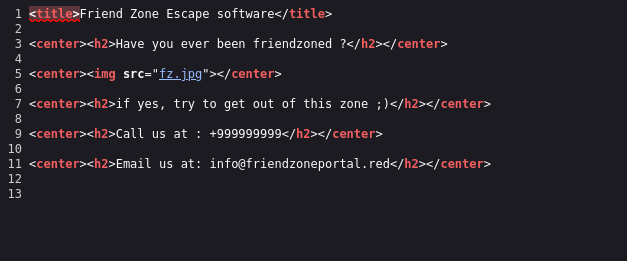 1 <title>Friend Zone Escape software</title>
2
3 <center><h2>Have you ever been friendzoned ?</h2></center>
4
5 <center><img src="fz.jpg"></center>
6
7 <center><h2>if yes, try to get out of this zone ;)</h2></center>
8
9 <center><h2>Call us at : +999999999</h2></center>
10
11 <center><h2>Email us at: info@friendzoneportal.red</h2></center>
12
13